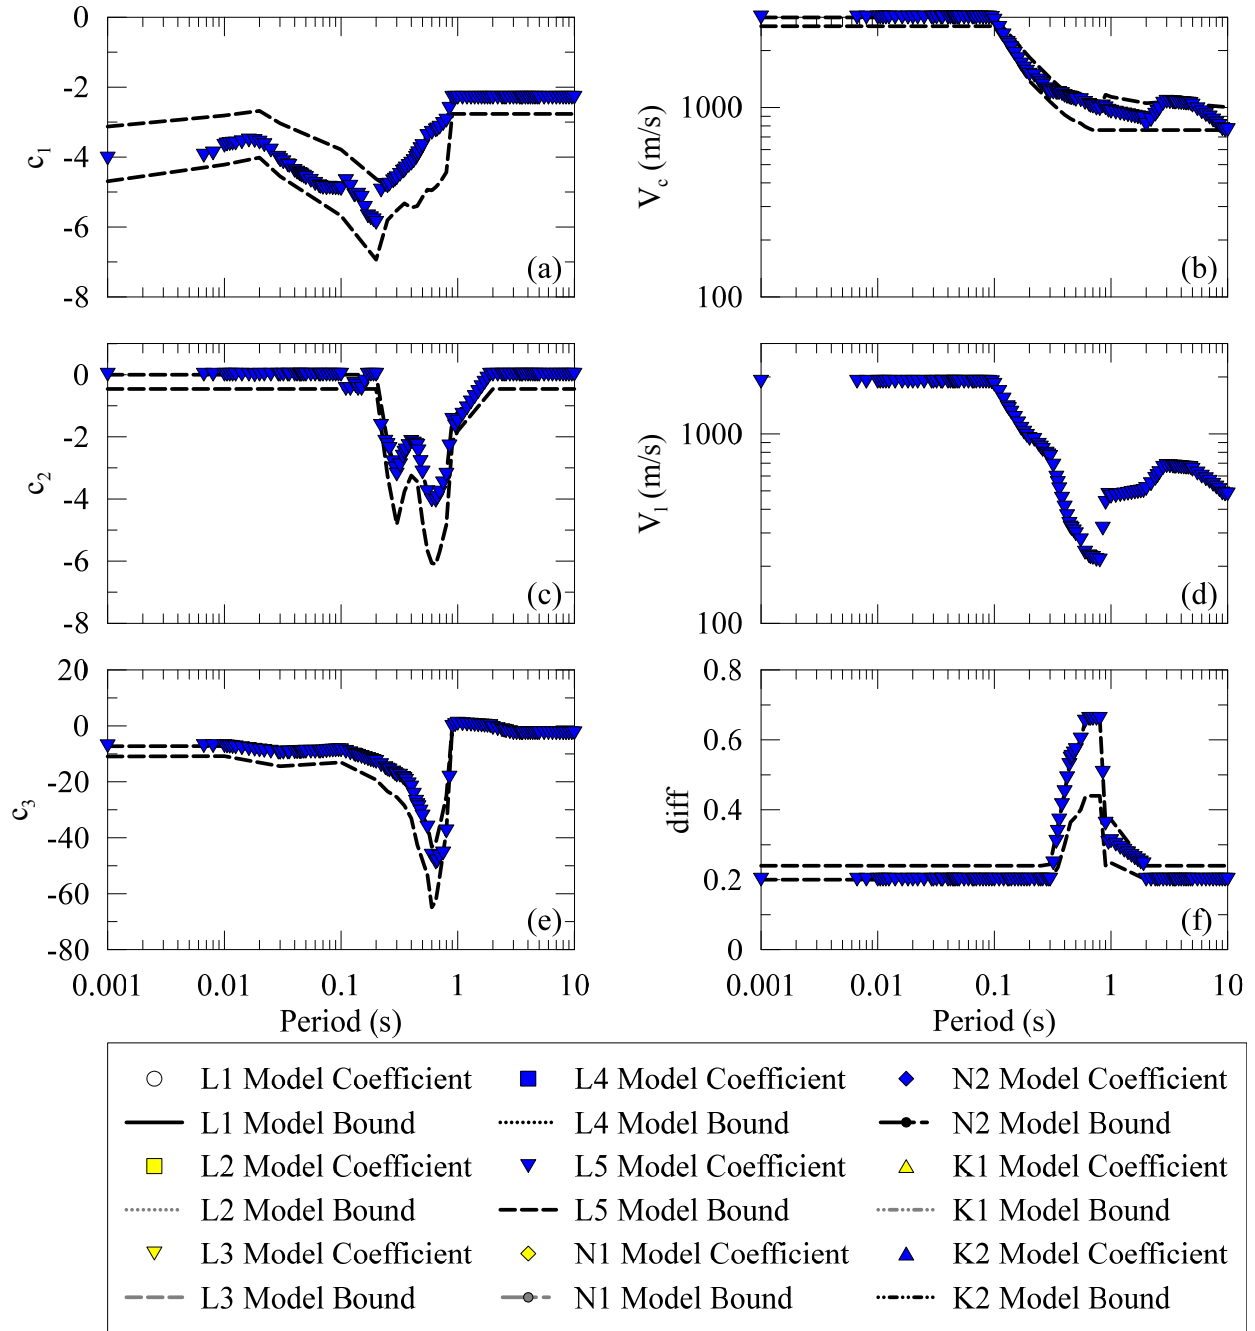 0
-2
-4
-6
-8
c1
(a)
1000
100
Vc (m/s)
(b)
0
-2
-4
-6
-8
c2
(c)
1000
100
Vl (m/s)
(d)
20
0
-20
-40
-60
-80
c3
(e)
0.001 0.01 0.1 1 10
Period (s)
0.8
0.6
0.4
0.2
0
diff
(f)
0.001 0.01 0.1 1 10
Period (s)
L1 Model Coefficient
L1 Model Bound
L2 Model Coefficient
L2 Model Bound
L3 Model Coefficient
L3 Model Bound
L4 Model Coefficient
L4 Model Bound
L5 Model Coefficient
L5 Model Bound
N1 Model Coefficient
N1 Model Bound
N2 Model Coefficient
N2 Model Bound
K1 Model Coefficient
K1 Model Bound
K2 Model Coefficient
K2 Model Bound